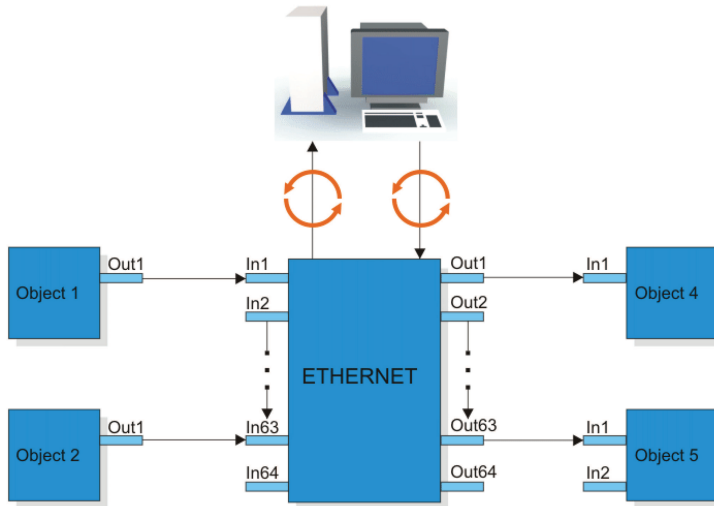 Out1
In1
Out1
In1
Object 1
Object 4
In2
Out2
ETHERNET
Out1
In63
Out63
In1
Object 2
Object 5
In64
Out64
In2